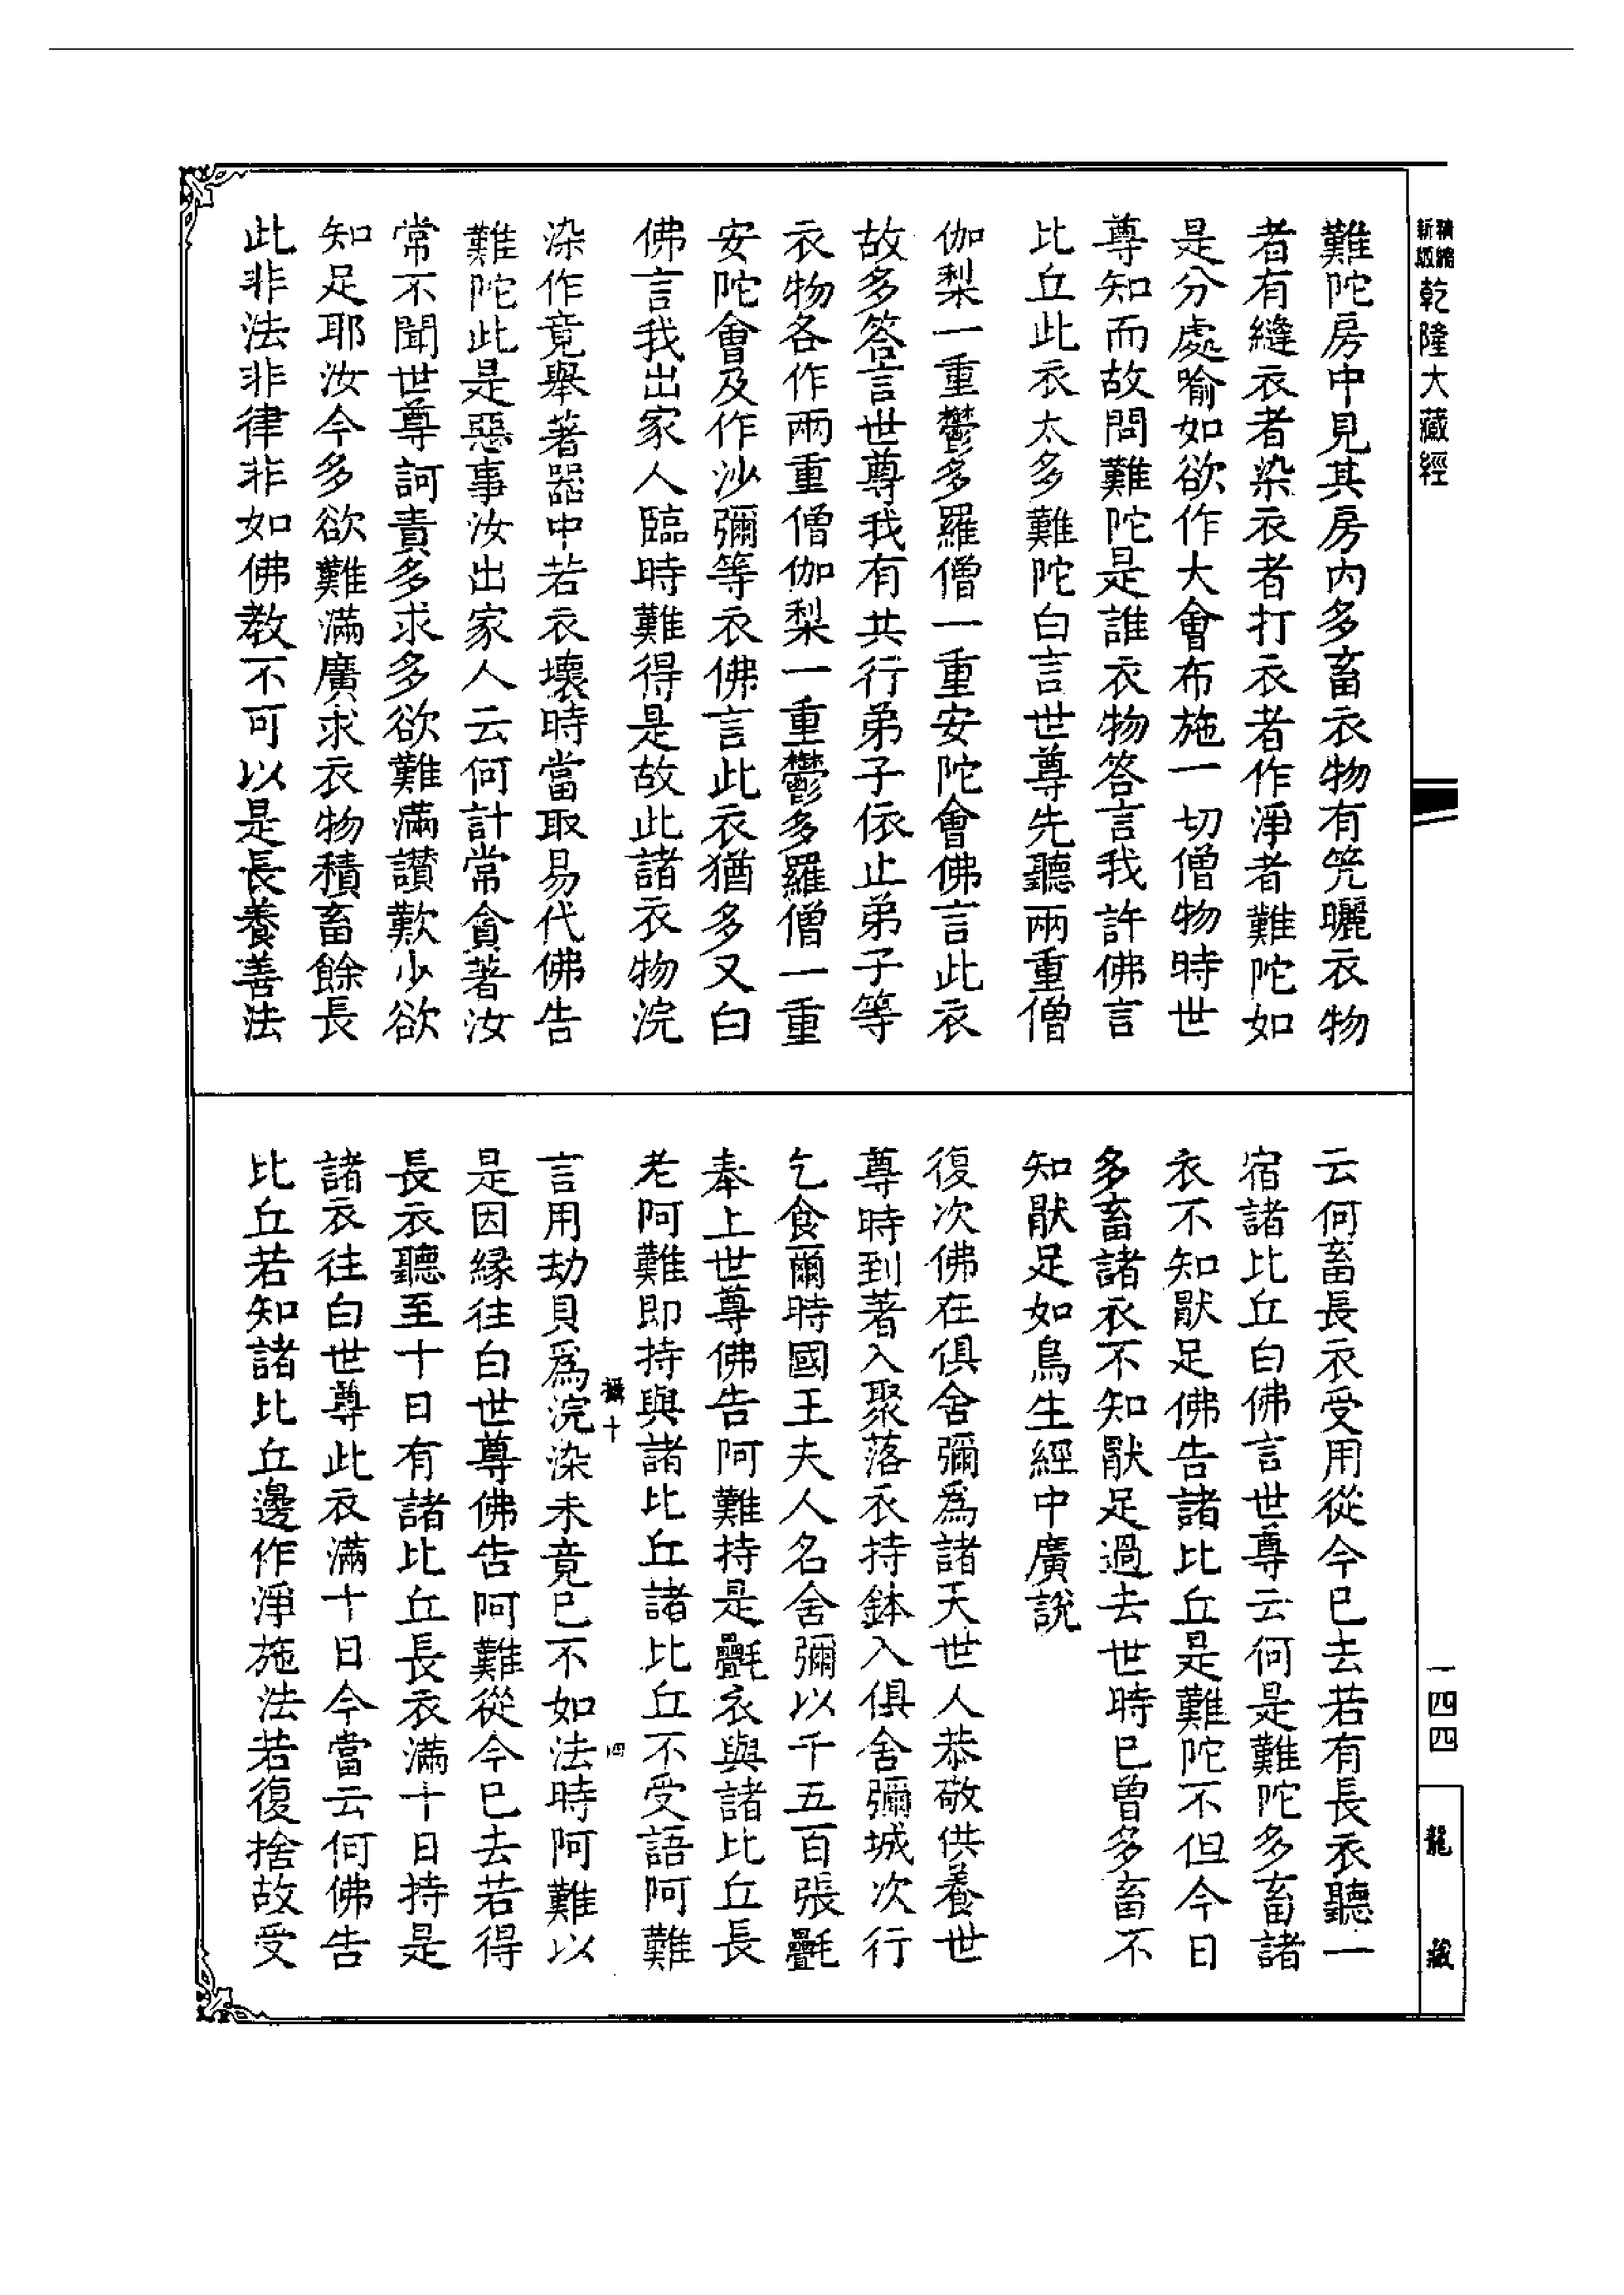 精縮新版乾隆大藏經
難陀房中見其房內多畜衣物有笐曬衣物
者有縫衣者染衣者打衣者作淨者難陀如
是分處喻如欲作大會布施一切僧物時世
尊知而故問難陀是誰衣物答言我許佛言
比丘此衣太多難陀白言世尊先聽兩重僧
伽梨一重鬱多羅僧一重安陀會佛言此衣
故多答言世尊我有共行弟子依止弟子等
衣物各作兩重僧伽梨一重鬱多羅僧一重
安陀會及作沙彌等衣佛言此衣猶多又白
佛言我出家人臨時難得是故此諸衣物浣
染作竟舉著器中若衣壞時當取易代佛告
難陀此是惡事汝出家人云何計常貪著汝
常不聞世尊訶責多求多欲難滿讚歎少欲
知足耶汝今多欲難滿廣求衣物積畜餘長
此非法非律非如佛教不可以是長養善法
云何畜長衣受用從今已去若有長衣聽一
宿諸比丘白佛言世尊云何是難陀多畜諸
衣不知猒足佛告諸比丘是難陀不但今日
多畜諸衣不知猒足過去世時已曾多畜不
知猒足如鳥生經中廣說
復次佛在俱舍彌爲諸天世人恭敬供養世
尊時到著入聚落衣持鉢入俱舍彌城次行
乞食爾時國王夫人名舍彌以千五百張㲲
奉上世尊佛告阿難持是㲲衣與諸比丘長
老阿難即持與諸比丘諸比丘不受語阿難
攝十 四
言用劫貝爲浣染未竟已不如法時阿難以
是因緣往白世尊佛告阿難從今已去若得
長衣聽至十日有諸比丘長衣滿十日持是
諸衣往白世尊此衣滿十日今當云何佛告
比丘若知諸比丘邊作淨施法若復捨故受
一四四
龍藏